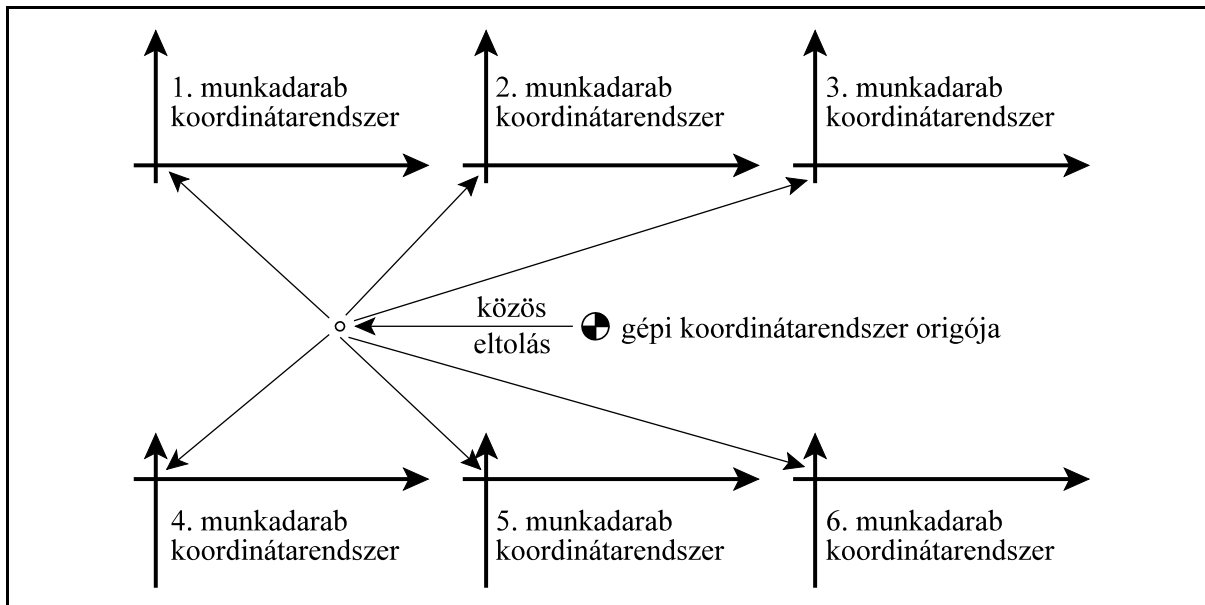 1. munkadarab
koordinátarendszer
2. munkadarab
koordinátarendszer
3. munkadarab
koordinátarendszer
közös
eltolás
gépi koordinátarendszer origója
4. munkadarab
koordinátarendszer
5. munkadarab
koordinátarendszer
6. munkadarab
koordinátarendszer